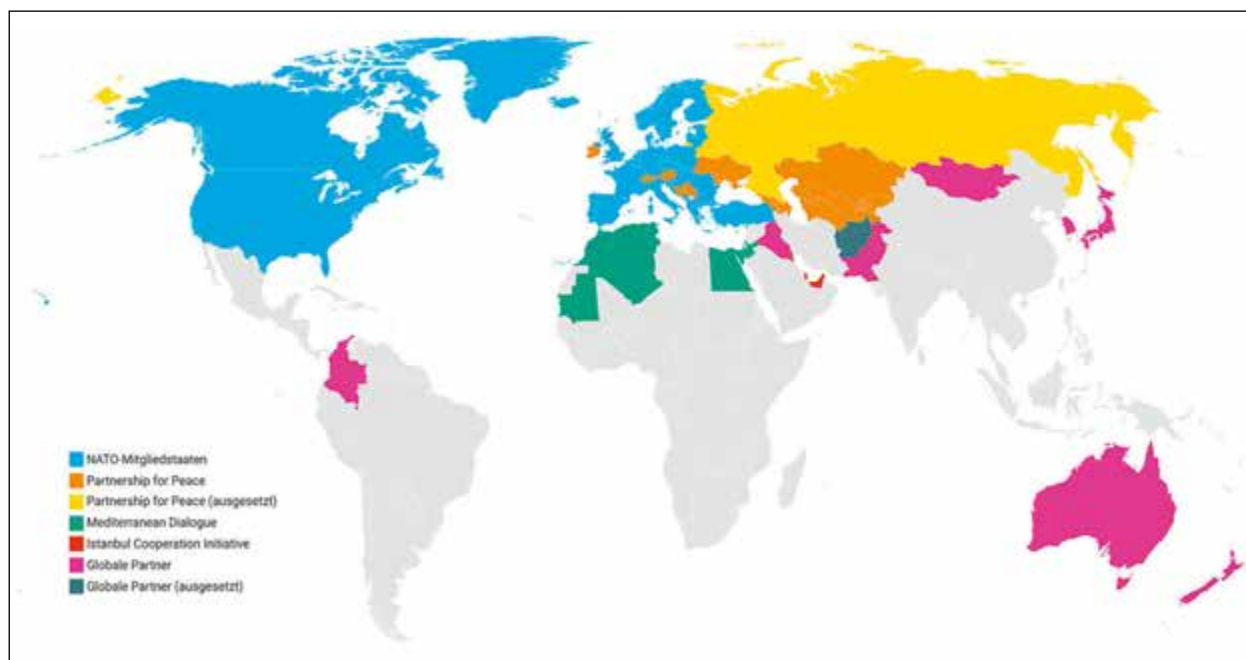 NATO-Mitgliedstaaten
Partnership for Peace
Partnership for Peace (ausgesetzt)
Mediterranean Dialogue
Istanbul Cooperation Initiative
Globale Partner
Globale Partner (ausgesetzt)